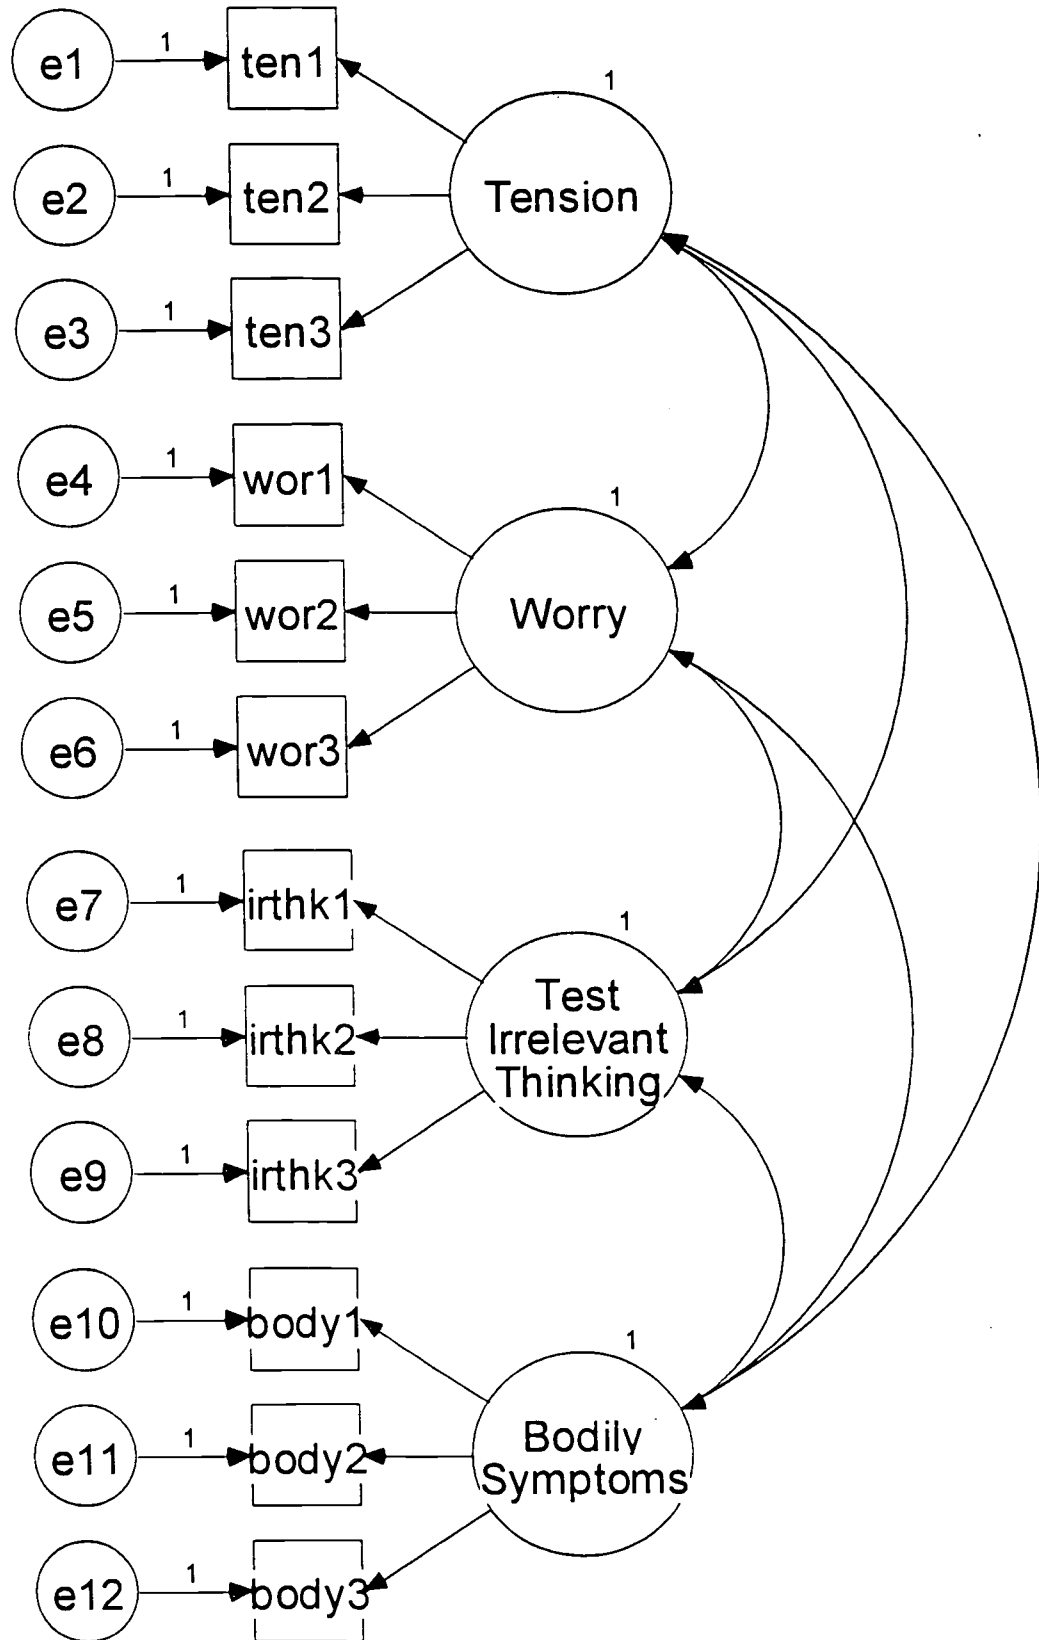 e1
1
ten1
1
Tension
e2
1
ten2
e3
1
ten3
e4
1
wor1
1
Worry
e5
1
wor2
e6
1
wor3
e7
1
irthk1
1
Test
Irrelevant
Thinking
e8
1
irthk2
e9
1
irthk3
e10
1
body1
1
Bodily
Symptoms
e11
1
body2
e12
1
body3